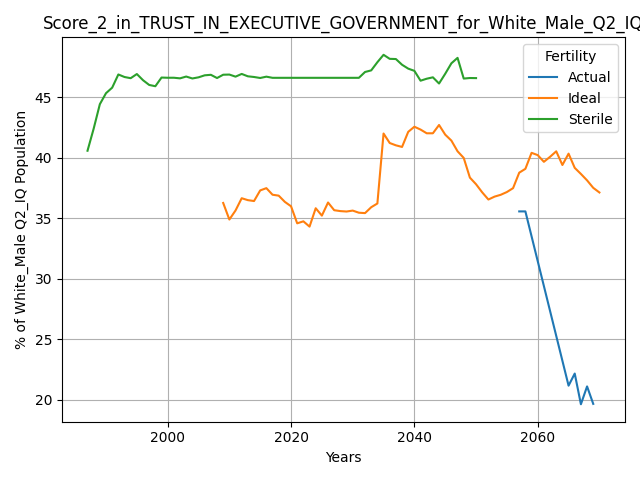 Score_2_in_TRUST_IN_EXECUTIVE_GOVERNMENT_for_White_Male_Q2_IQ
Fertility
Actual
Ideal
Sterile
% of White_Male Q2_IQ Population
45
40
35
30
25
20
2000 2020 2040 2060
Years